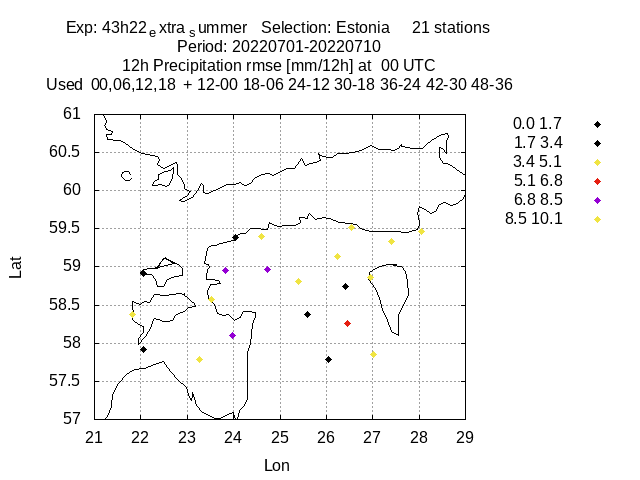 Exp: 43h22 e xtra s ummer Selection: Estonia 21 stations
Period: 20220701-20220710
12h Precipitation rmse [mm/12h] at 00 UTC
Used 00,06,12,18 + 12-00 18-06 24-12 30-18 36-24 42-30 48-36
61
60.5
60
59.5
59
58.5
58
57.5
57
Lat
21 22 23 24 25 26 27 28 29
Lon
0.0 1.7
1.7 3.4
3.4 5.1
5.1 6.8
6.8 8.5
8.5 10.1